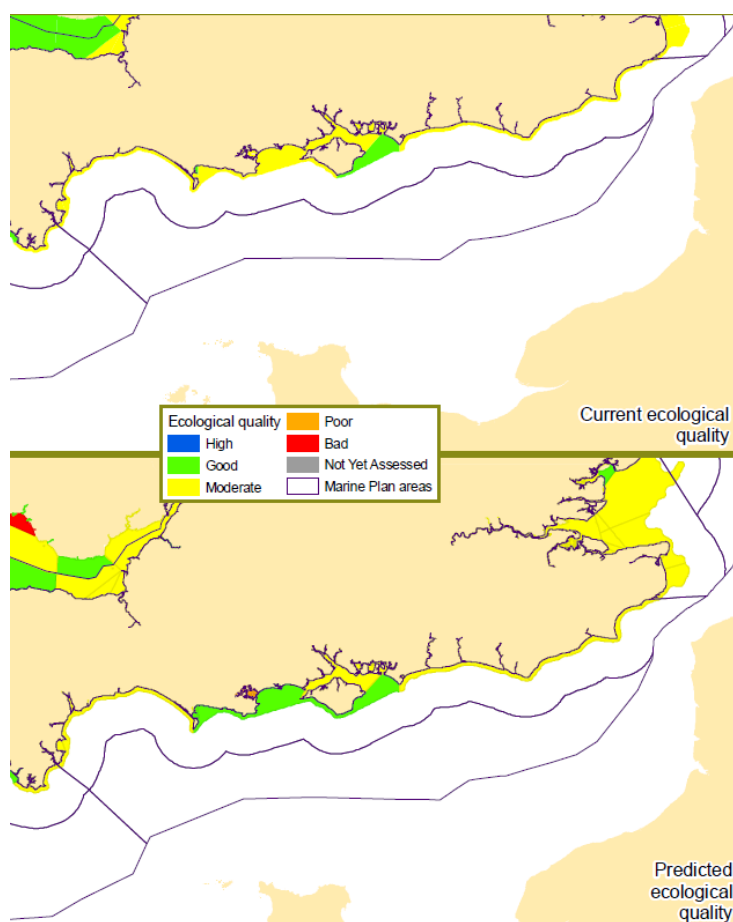 Current ecological
quality
Ecological quality
High
Good
Moderate
Poor
Bad
Not Yet Assessed
Marine Plan areas
Predicted
ecological
quality